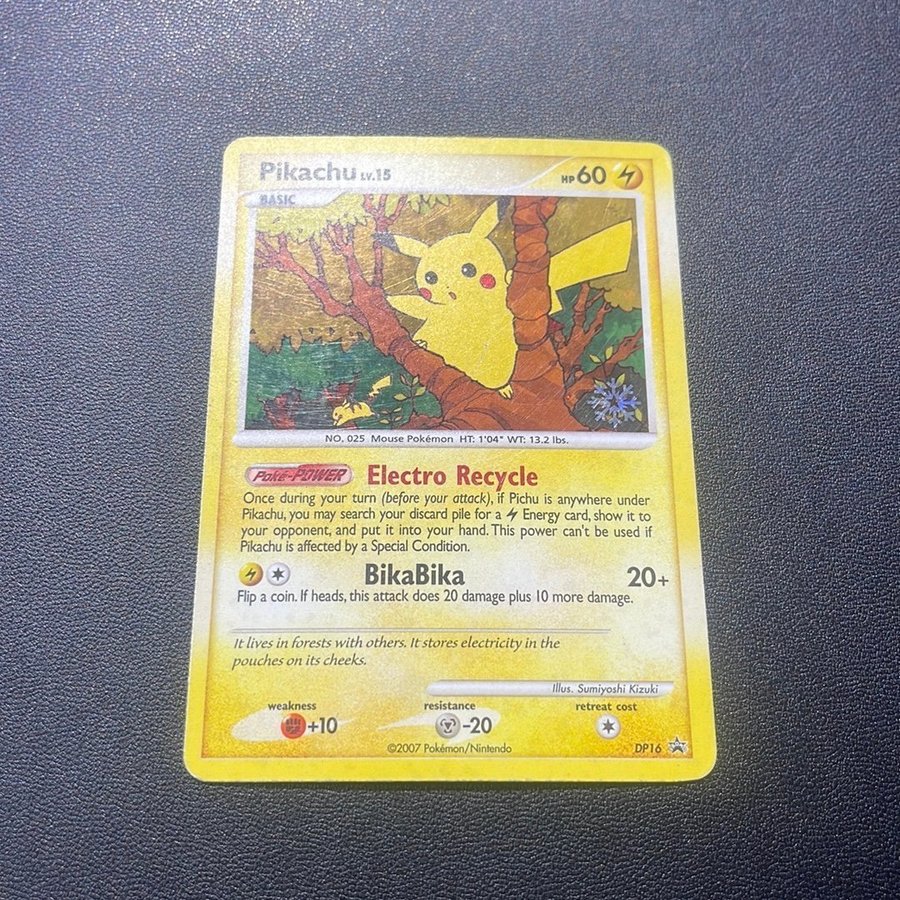 Pikachu LV.15 HP 60
BASIC
NO. 025 Mouse Pokémon HT: 1'04" WT: 13.2 lbs.
Poké-POWER Electro Recycle
Once during your turn (before your attack), if Pichu is anywhere under
Pikachu, you may search your discard pile for a Energy card, show it to
your opponent, and put it into your hand. This power can't be used if
Pikachu is affected by a Special Condition.
BikaBika 20+
Flip a coin. If heads, this attack does 20 damage plus 10 more damage.
It lives in forests with others. It stores electricity in the
pouches on its cheeks.
Illus. Sumiyoshi Kizuki
weakness resistance retreat cost
+10 -20
©2007 Pokémon/Nintendo DP16